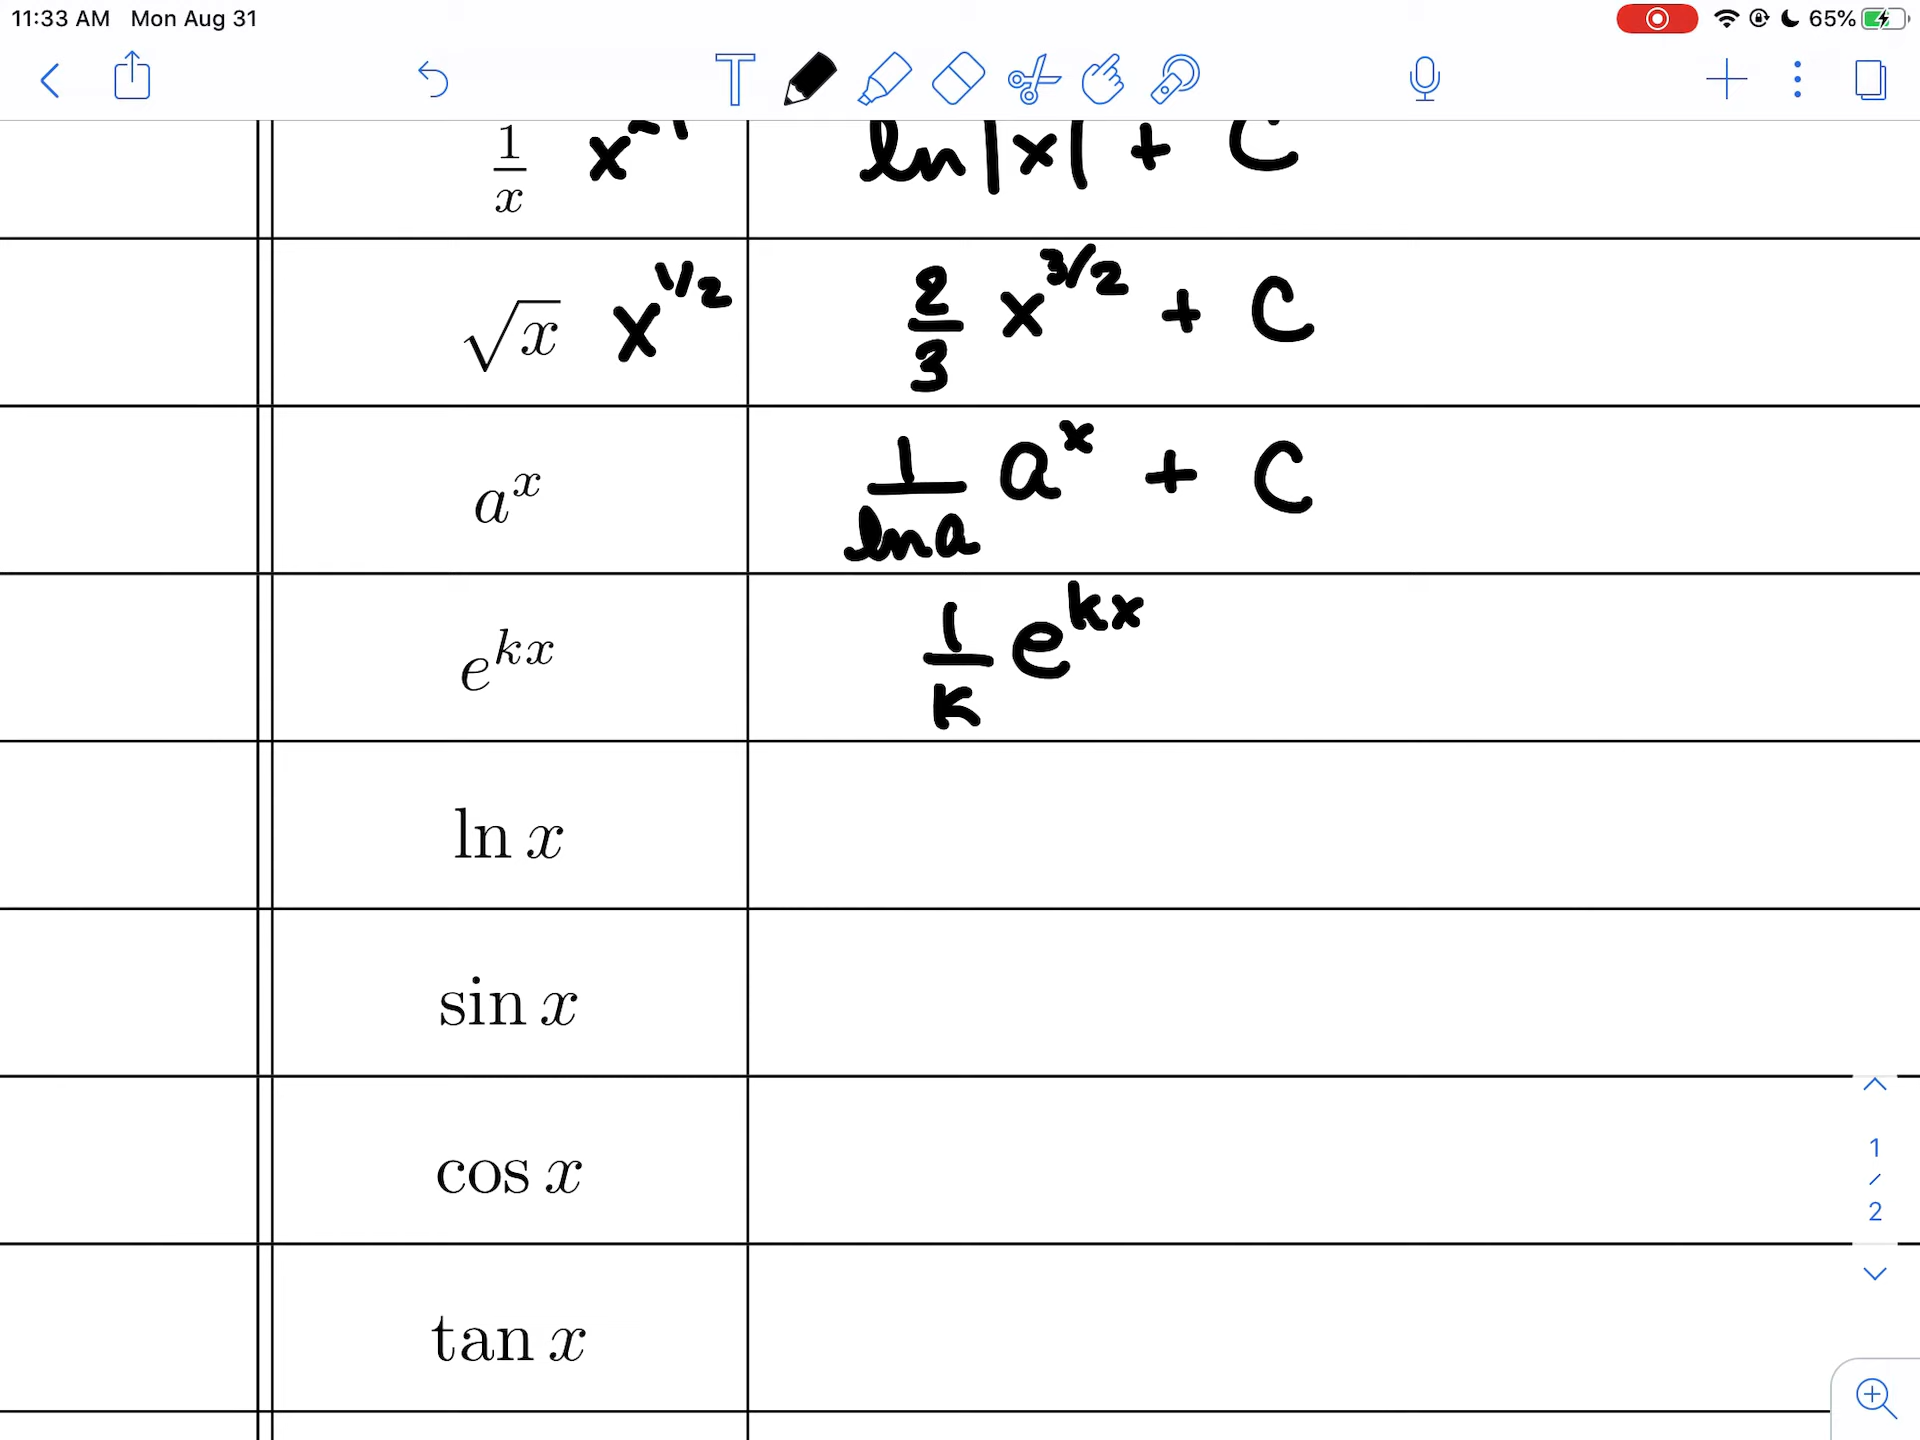 11:33 AM Mon Aug 31 65%
T
1/x x⁻¹ ln|x| + C
√x x^1/2 2/3 x^3/2 + C
a^x 1/ln a a^x + C
e^kx 1/k e^kx
ln x
sin x
cos x
1
/
2
tan x